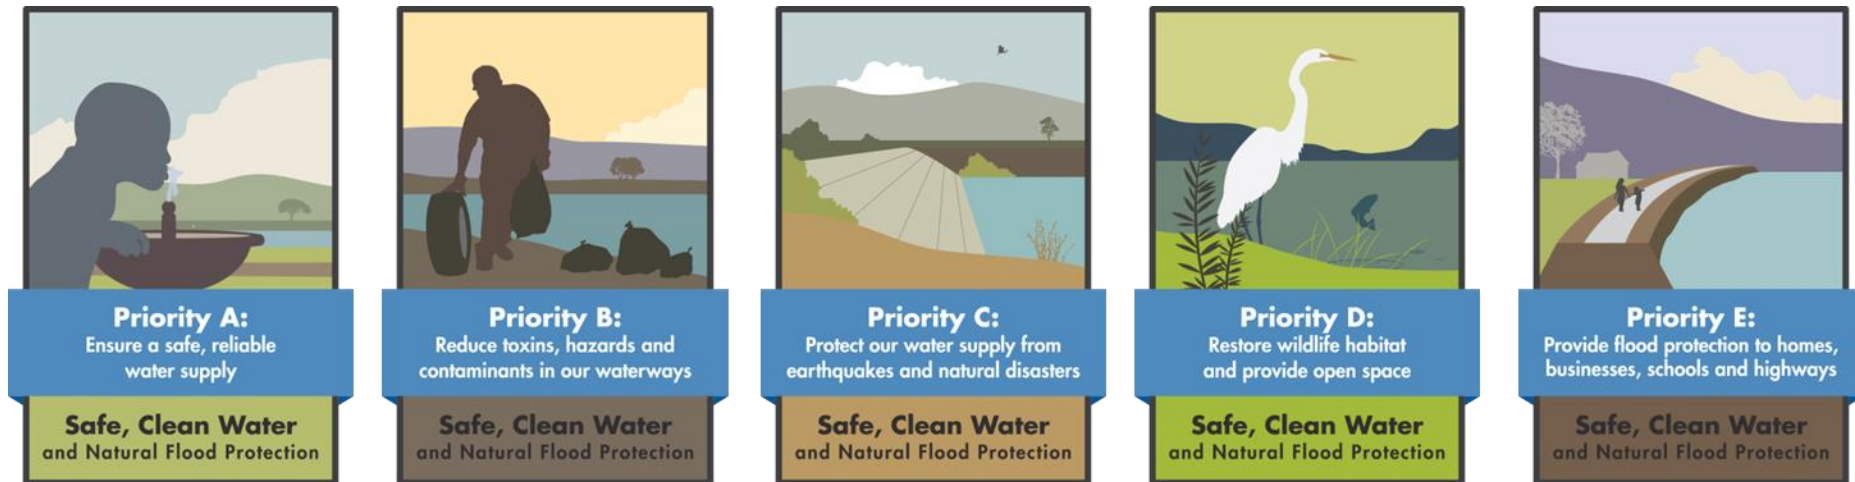 Priority A:
Ensure a safe, reliable
water supply
Safe, Clean Water
and Natural Flood Protection
Priority B:
Reduce toxins, hazards and
contaminants in our waterways
Safe, Clean Water
and Natural Flood Protection
Priority C:
Protect our water supply from
earthquakes and natural disasters
Safe, Clean Water
and Natural Flood Protection
Priority D:
Restore wildlife habitat
and provide open space
Safe, Clean Water
and Natural Flood Protection
Priority E:
Provide flood protection to homes,
businesses, schools and highways
Safe, Clean Water
and Natural Flood Protection